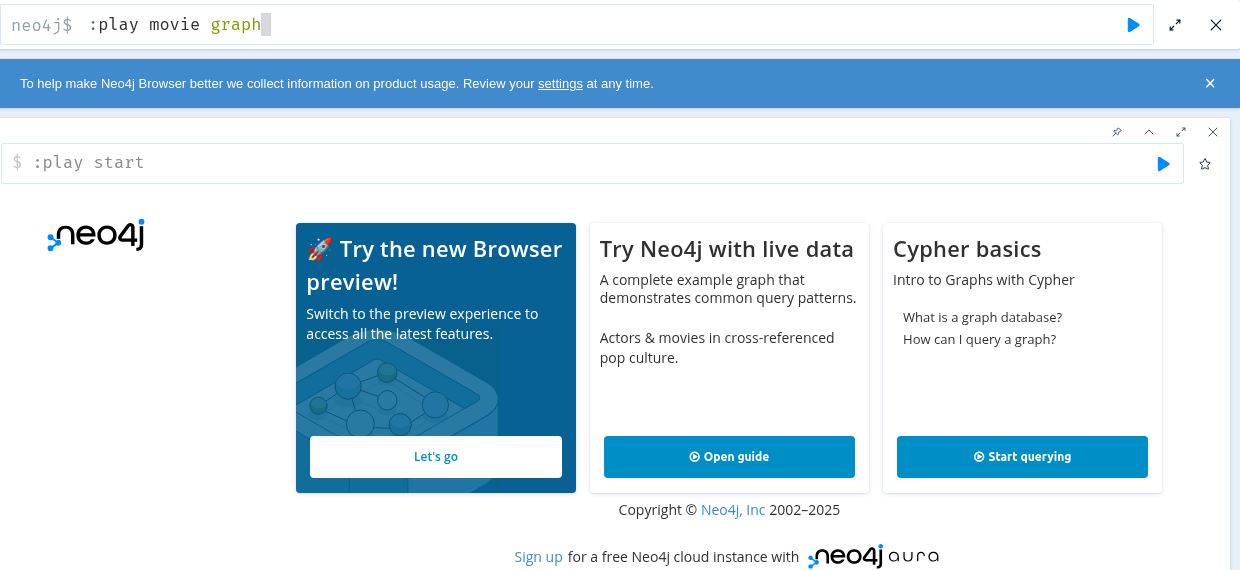 neo4j$ :play movie graph
To help make Neo4j Browser better we collect information on product usage. Review your settings at any time.
$ :play start
neo4j
🚀 Try the new Browser
preview!
Switch to the preview experience to
access all the latest features.
Let's go
Try Neo4j with live data
A complete example graph that
demonstrates common query patterns.
Actors & movies in cross-referenced
pop culture.
Open guide
Cypher basics
Intro to Graphs with Cypher
What is a graph database?
How can I query a graph?
Start querying
Copyright © Neo4j, Inc 2002–2025
Sign up for a free Neo4j cloud instance with neo4j aura